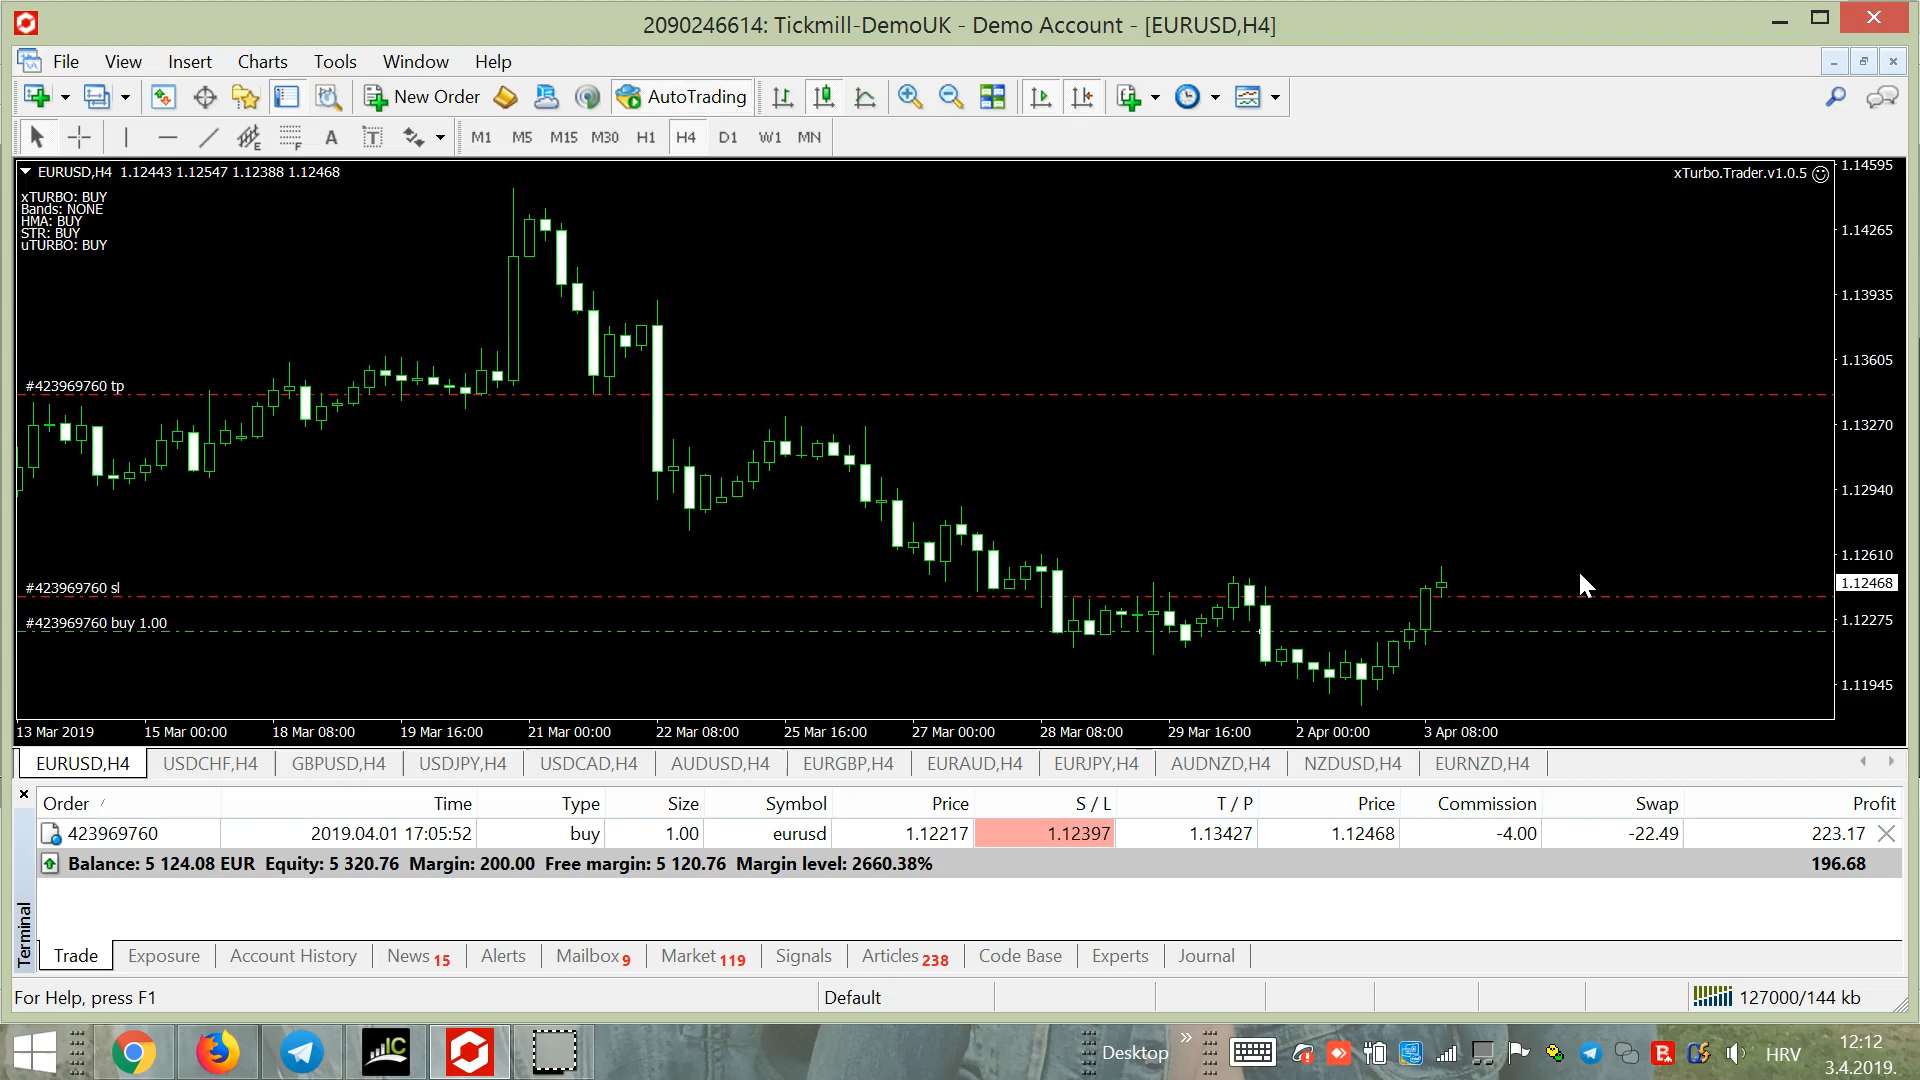 2090246614: Tickmill-DemoUK - Demo Account - [EURUSD,H4]
File View Insert Charts Tools Window Help
New Order AutoTrading
A T M1 M5 M15 M30 H1 H4 D1 W1 MN
EURUSD,H4 1.12443 1.12547 1.12388 1.12468
xTurbo.Trader.v1.0.5
xTURBO: BUY
Bands: NONE
HMA: BUY
STR: BUY
uTURBO: BUY
1.14595
1.14265
1.13935
1.13605
#423969760 tp
1.13270
1.12940
1.12610
1.12468
#423969760 sl
#423969760 buy 1.00
1.12275
1.11945
13 Mar 2019 15 Mar 00:00 18 Mar 08:00 19 Mar 16:00 21 Mar 00:00 22 Mar 08:00 25 Mar 16:00 27 Mar 00:00 28 Mar 08:00 29 Mar 16:00 2 Apr 00:00 3 Apr 08:00
EURUSD,H4 USDCHF,H4 GBPUSD,H4 USDJPY,H4 USDCAD,H4 AUDUSD,H4 EURGBP,H4 EURAUD,H4 EURJPY,H4 AUDNZD,H4 NZDUSD,H4 EURNZD,H4
Order / Time Type Size Symbol Price S / L T / P Price Commission Swap Profit
423969760 2019.04.01 17:05:52 buy 1.00 eurusd 1.12217 1.12397 1.13427 1.12468 -4.00 -22.49 223.17
Balance: 5 124.08 EUR Equity: 5 320.76 Margin: 200.00 Free margin: 5 120.76 Margin level: 2660.38% 196.68
Terminal
Trade Exposure Account History News 15 Alerts Mailbox 9 Market 119 Signals Articles 238 Code Base Experts Journal
For Help, press F1 Default 127000/144 kb
IC Desktop HRV 12:12
3.4.2019.